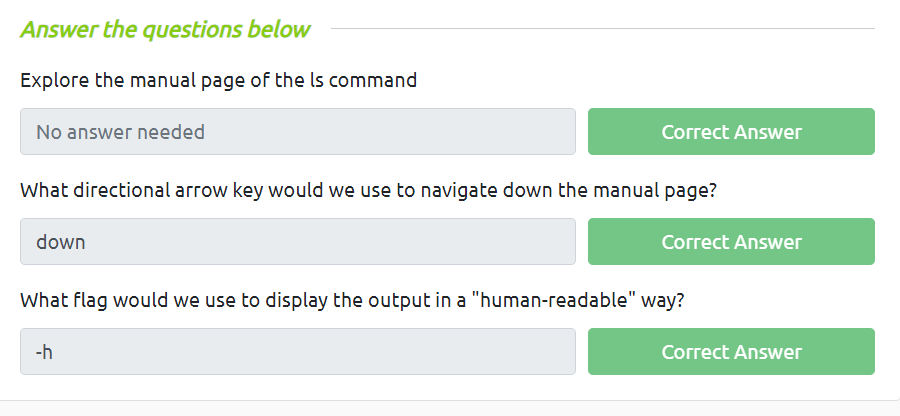 Answer the questions below
Explore the manual page of the ls command
No answer needed
Correct Answer
What directional arrow key would we use to navigate down the manual page?
down
Correct Answer
What flag would we use to display the output in a "human-readable" way?
-h
Correct Answer